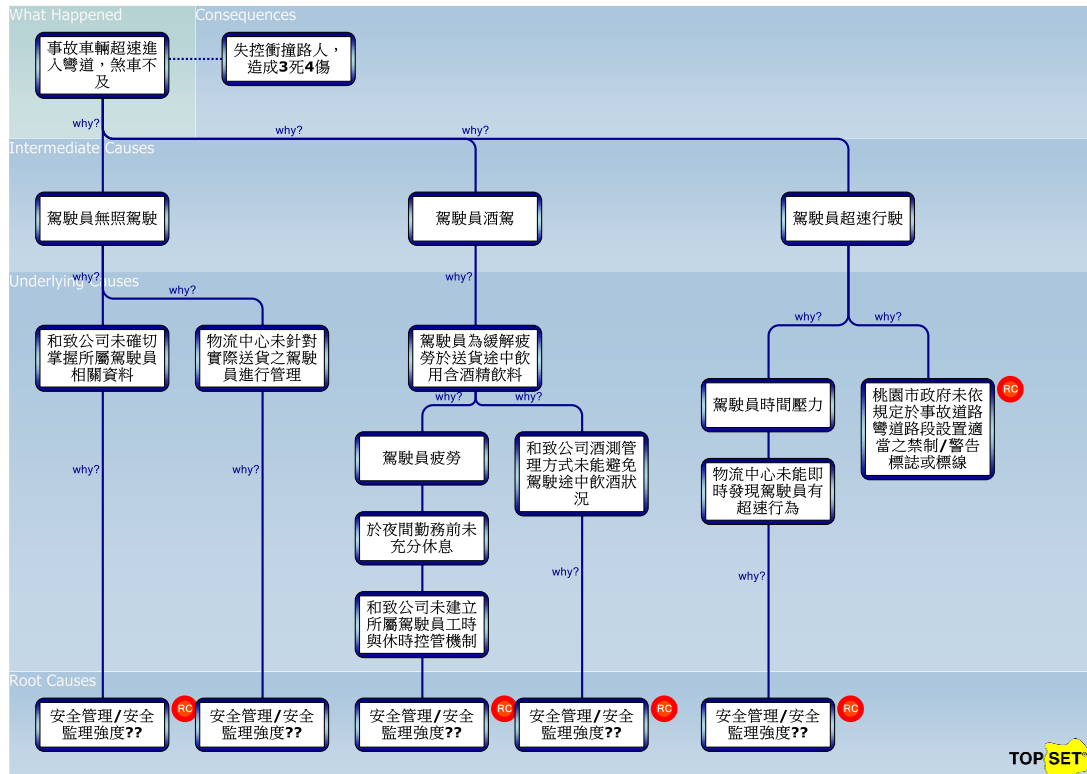 What Happened
Consequences
事故車輛超速進
入彎道，煞車不
及
失控衝撞路人，
造成3死4傷
why?
why?
why?
Intermediate Causes
駕駛員無照駕駛
駕駛員酒駕
駕駛員超速行駛
Underlying Causes
why?
why?
why?
why?
why?
和致公司未確切
掌握所屬駕駛員
相關資料
物流中心未針對
實際送貨之駕駛
員進行管理
駕駛員為緩解疲
勞於送貨途中飲
用含酒精飲料
駕駛員時間壓力
桃園市政府未依
規定於事故道路
彎道路段設置適
當之禁制/警告
標誌或標線
RC
why?
why?
駕駛員疲勞
和致公司酒測管
理方式未能避免
駕駛途中飲酒狀
況
物流中心未能即
時發現駕駛員有
超速行為
why?
why?
於夜間勤務前未
充分休息
why?
why?
和致公司未建立
所屬駕駛員工時
與休時控管機制
Root Causes
安全管理/安全
監理強度??
RC
安全管理/安全
監理強度??
安全管理/安全
監理強度??
RC
安全管理/安全
監理強度??
RC
安全管理/安全
監理強度??
RC
TOP SET®